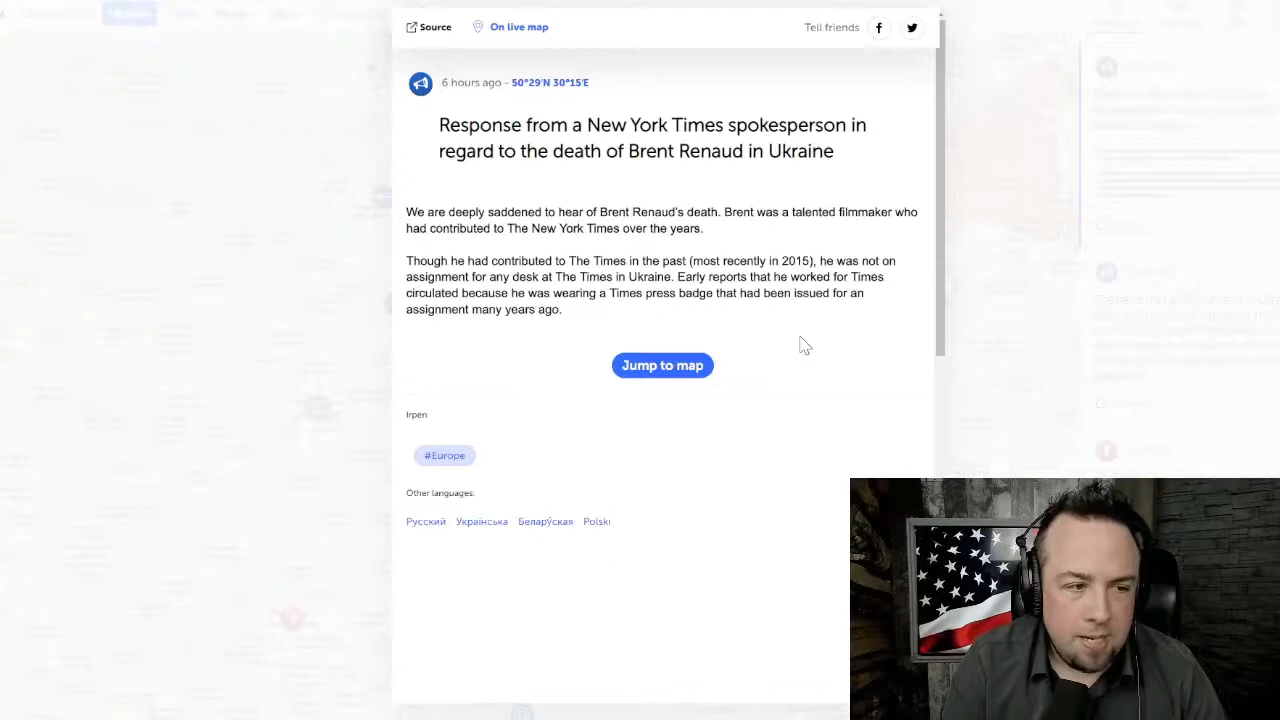 Source
On live map
Tell friends
6 hours ago - 50°29'N 30°15'E
Response from a New York Times spokesperson in
regard to the death of Brent Renaud in Ukraine
We are deeply saddened to hear of Brent Renaud's death. Brent was a talented filmmaker who
had contributed to The New York Times over the years.
Though he had contributed to The Times in the past (most recently in 2015), he was not on
assignment for any desk at The Times in Ukraine. Early reports that he worked for Times
circulated because he was wearing a Times press badge that had been issued for an
assignment many years ago.
Jump to map
Irpen
#Europe
Other languages:
Русский Українська Беларўская Polski